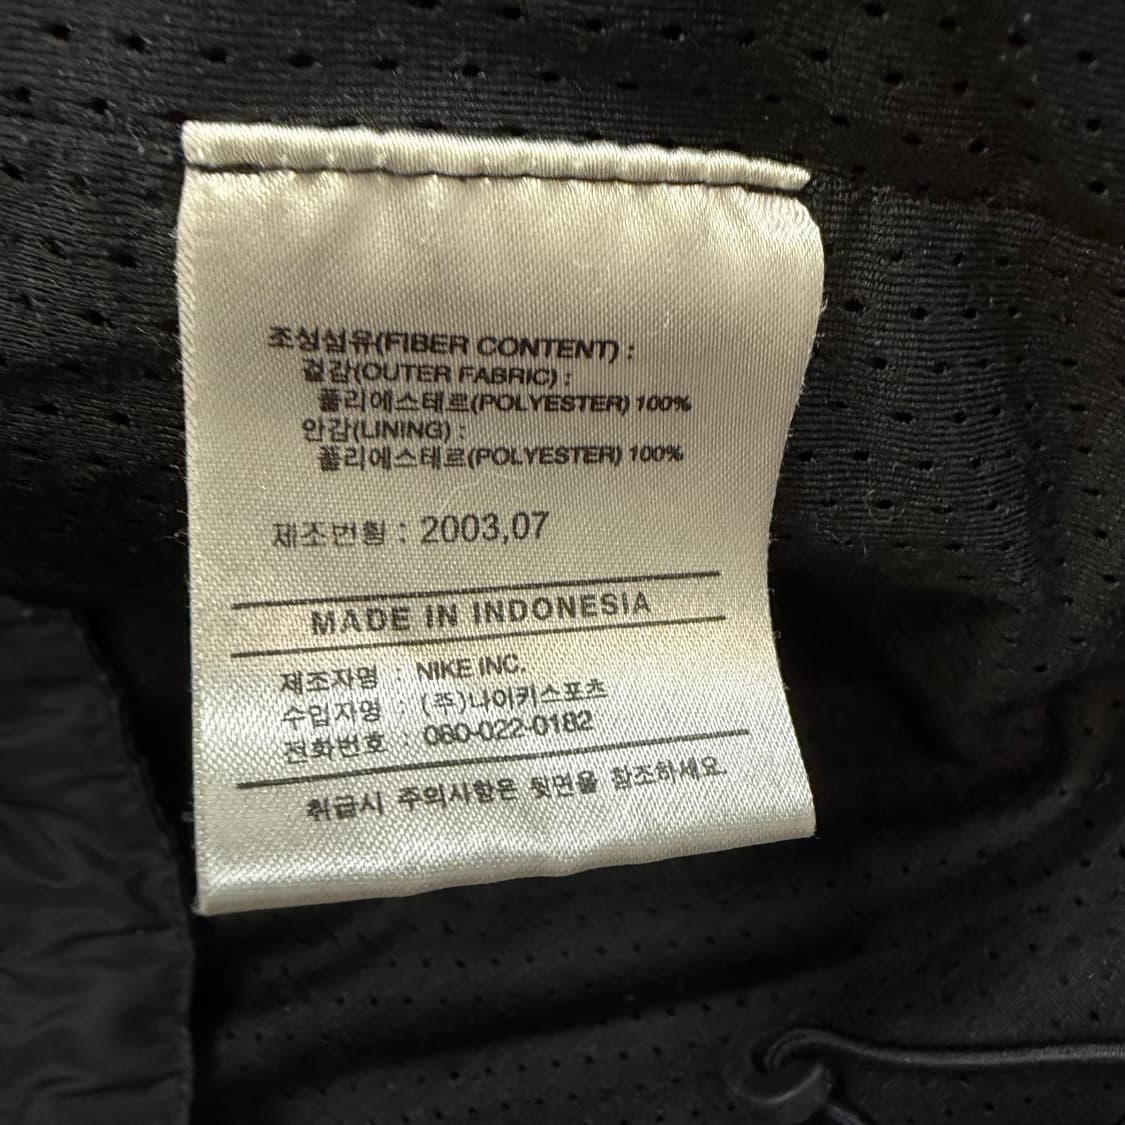 조성섬유(FIBER CONTENT) :
겉감(OUTER FABRIC) :
폴리에스테르(POLYESTER) 100%
안감(LINING) :
폴리에스테르(POLYESTER) 100%
제조번월 : 2003,07
MADE IN INDONESIA
제조자명 : NIKE INC.
수입자명 : (주)나이키스포츠
전화번호 : 080-022-0182
취급시 주의사항은 뒷면을 참조하세요.